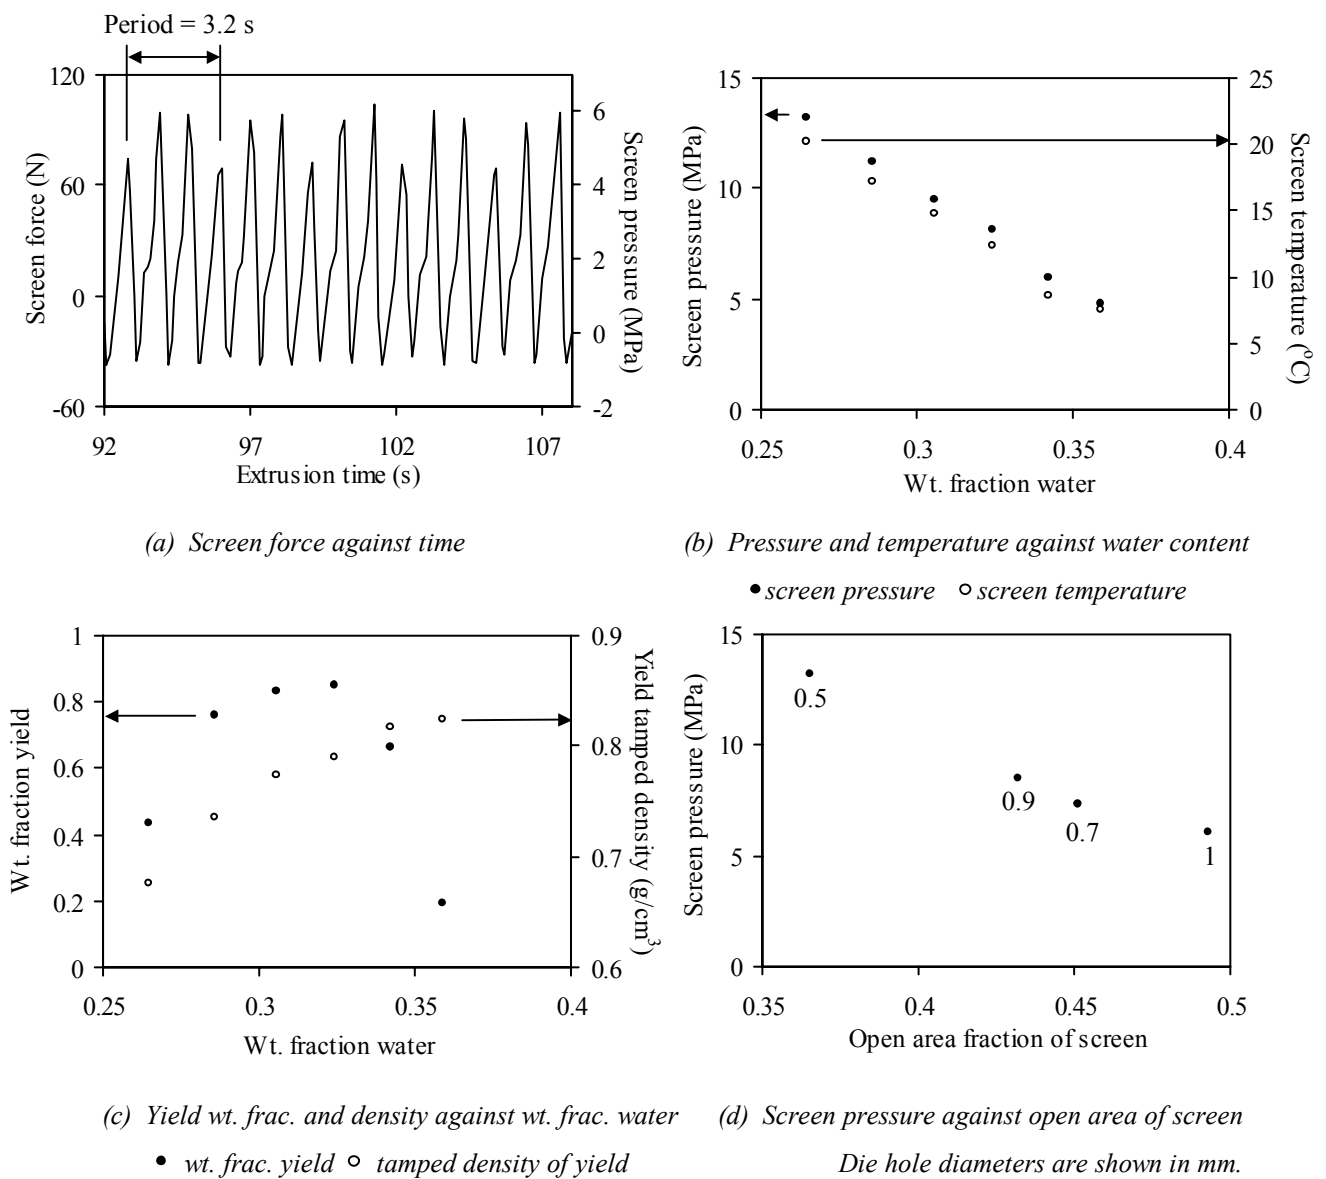 Period = 3.2 s
120
60
0
-60
Screen force (N)
6
4
2
0
-2
Screen pressure (MPa)
92 97 102 107
Extrusion time (s)
(a) Screen force against time
15
10
5
0
Screen pressure (MPa)
25
20
15
10
5
0
Screen temperature (°C)
0.25 0.3 0.35 0.4
Wt. fraction water
(b) Pressure and temperature against water content
screen pressure screen temperature
1
0.8
0.6
0.4
0.2
0
Wt. fraction yield
0.9
0.8
0.7
0.6
Yield tamped density (g/cm³)
0.25 0.3 0.35 0.4
Wt. fraction water
(c) Yield wt. frac. and density against wt. frac. water
wt. frac. yield tamped density of yield
15
10
5
0
Screen pressure (MPa)
0.5
0.9
0.7
1
0.35 0.4 0.45 0.5
Open area fraction of screen
(d) Screen pressure against open area of screen
Die hole diameters are shown in mm.